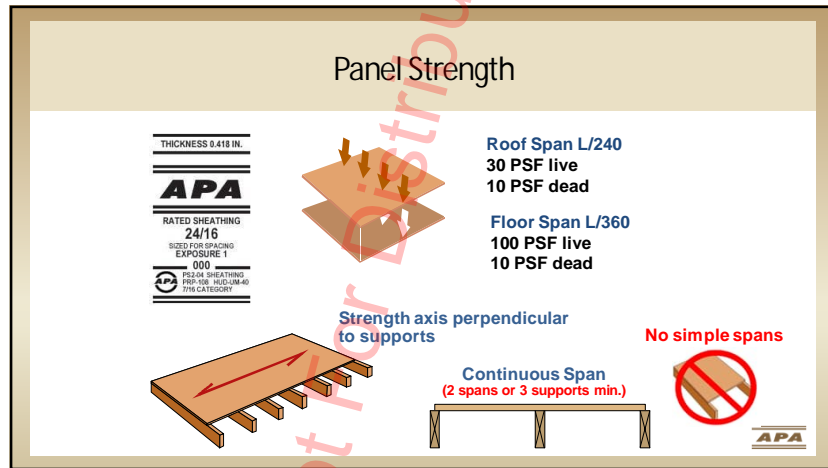 Panel Strength
THICKNESS 0.418 IN.
APA
RATED SHEATHING
24/16
SIZED FOR SPACING
EXPOSURE 1
000
APA
PS2-04 SHEATHING
PRP-108 HUD-UM-40
7/16 CATEGORY
Roof Span L/240
30 PSF live
10 PSF dead
Floor Span L/360
100 PSF live
10 PSF dead
Strength axis perpendicular
to supports
Continuous Span
(2 spans or 3 supports min.)
No simple spans
APA
For